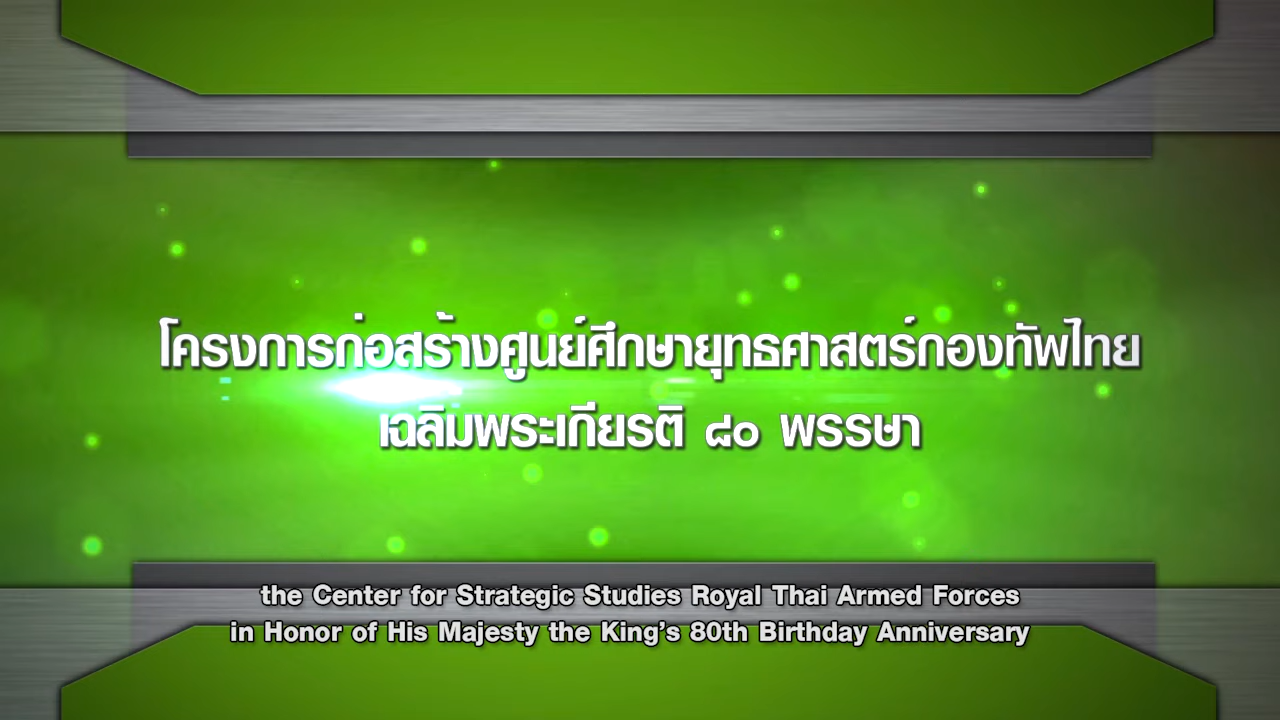 โครงการก่อสร้างศูนย์ศึกษายุทธศาสตร์กองทัพไทย
เฉลิมพระเกียรติ ๘๐ พรรษา
the Center for Strategic Studies Royal Thai Armed Forces
in Honor of His Majesty the King’s 80th Birthday Anniversary